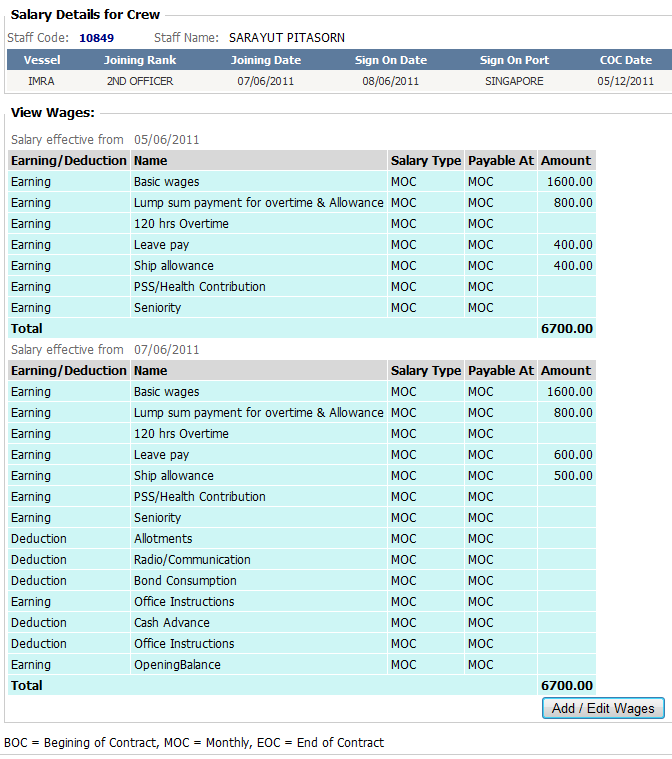 Salary Details for Crew
Staff Code: 10849 Staff Name: SARAYUT PITASORN
Vessel Joining Rank Joining Date Sign On Date Sign On Port COC Date
IMRA 2ND OFFICER 07/06/2011 08/06/2011 SINGAPORE 05/12/2011
View Wages:
Salary effective from 05/06/2011
Earning/Deduction Name Salary Type Payable At Amount
Earning Basic wages MOC MOC 1600.00
Earning Lump sum payment for overtime & Allowance MOC MOC 800.00
Earning 120 hrs Overtime MOC MOC
Earning Leave pay MOC MOC 400.00
Earning Ship allowance MOC MOC 400.00
Earning PSS/Health Contribution MOC MOC
Earning Seniority MOC MOC
Total 6700.00
Salary effective from 07/06/2011
Earning/Deduction Name Salary Type Payable At Amount
Earning Basic wages MOC MOC 1600.00
Earning Lump sum payment for overtime & Allowance MOC MOC 800.00
Earning 120 hrs Overtime MOC MOC
Earning Leave pay MOC MOC 600.00
Earning Ship allowance MOC MOC 500.00
Earning PSS/Health Contribution MOC MOC
Earning Seniority MOC MOC
Deduction Allotments MOC MOC
Deduction Radio/Communication MOC MOC
Deduction Bond Consumption MOC MOC
Earning Office Instructions MOC MOC
Deduction Cash Advance MOC MOC
Deduction Office Instructions MOC MOC
Earning OpeningBalance MOC MOC
Total 6700.00
Add / Edit Wages
BOC = Begining of Contract, MOC = Monthly, EOC = End of Contract